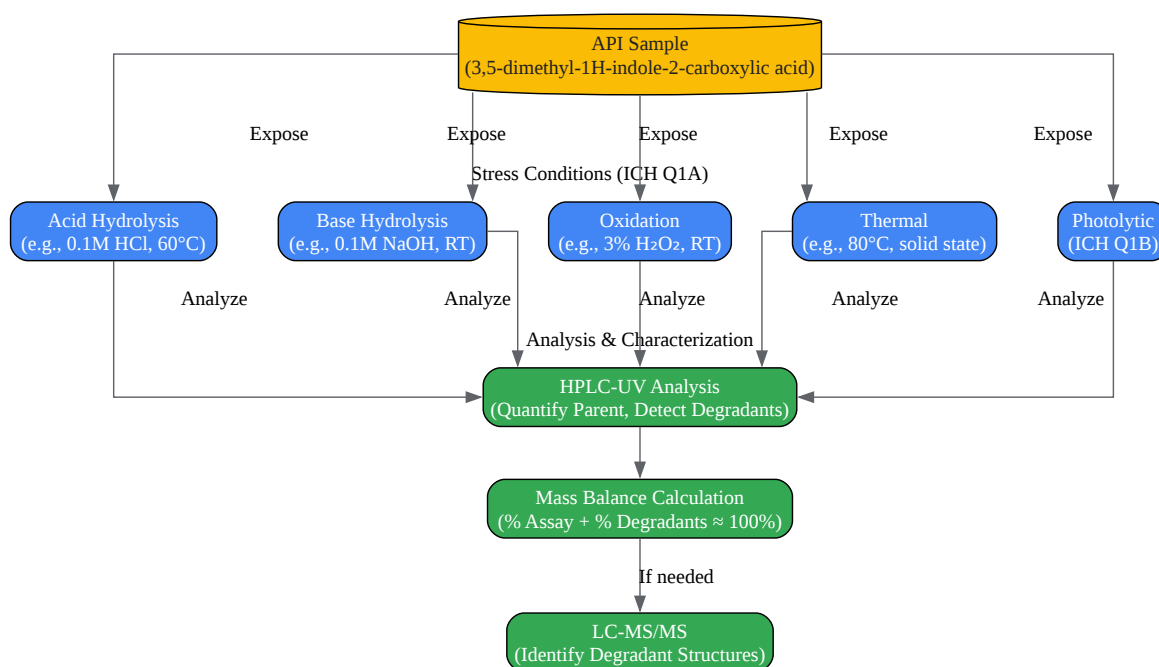 API Sample
(3,5-dimethyl-1H-indole-2-carboxylic acid)
Expose
Expose
Expose
Expose
Expose
Stress Conditions (ICH Q1A)
Acid Hydrolysis
(e.g., 0.1M HCl, 60°C)
Base Hydrolysis
(e.g., 0.1M NaOH, RT)
Oxidation
(e.g., 3% H₂O₂, RT)
Thermal
(e.g., 80°C, solid state)
Photolytic
(ICH Q1B)
Analyze
Analyze
Analyze
Analyze
Analyze
Analysis & Characterization
HPLC-UV Analysis
(Quantify Parent, Detect Degradants)
Mass Balance Calculation
(% Assay + % Degradants ≈ 100%)
If needed
LC-MS/MS
(Identify Degradant Structures)